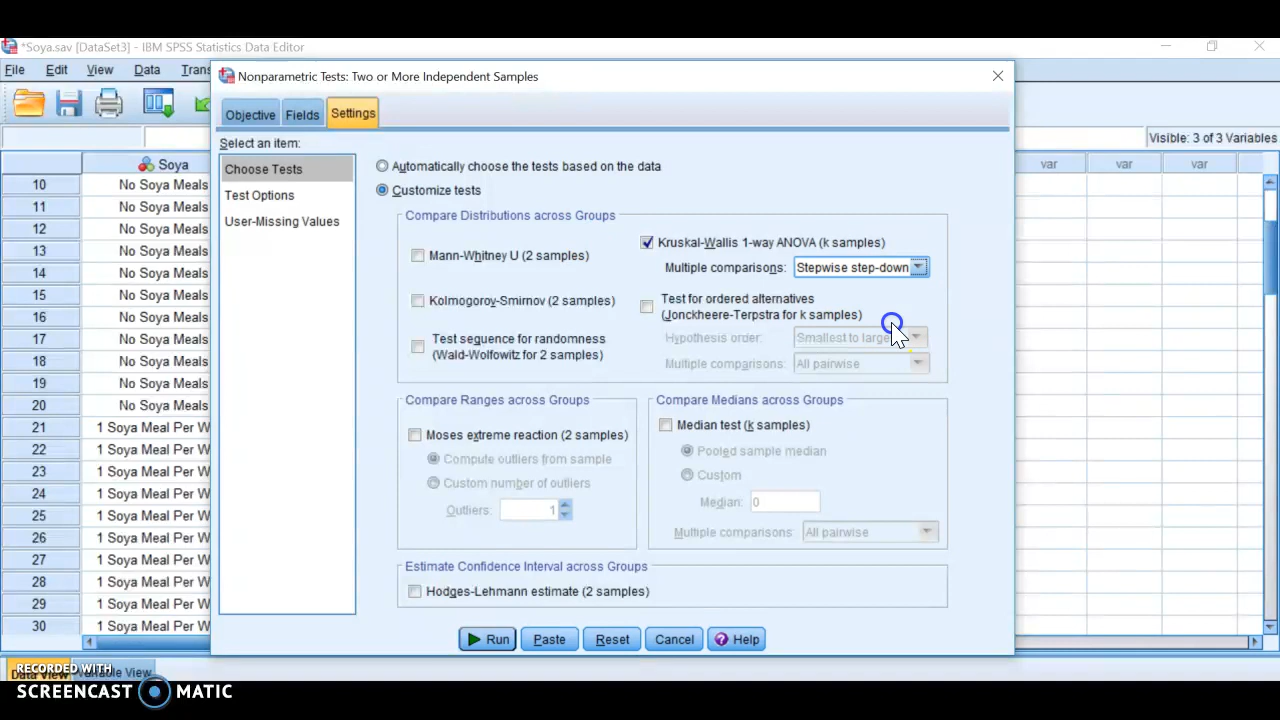 *Soya.sav [DataSet3] - IBM SPSS Statistics Data Editor
File Edit View Data Trans
Nonparametric Tests: Two or More Independent Samples
Objective Fields Settings
Visible: 3 of 3 Variables
Select an item:
Choose Tests
Test Options
User-Missing Values
Automatically choose the tests based on the data
Customize tests
Compare Distributions across Groups
Mann-Whitney U (2 samples)
Kolmogorov-Smirnov (2 samples)
Test sequence for randomness
(Wald-Wolfowitz for 2 samples)
Kruskal-Wallis 1-way ANOVA (k samples)
Multiple comparisons: Stepwise step-down
Test for ordered alternatives
(Jonckheere-Terpstra for k samples)
Hypothesis order: Smallest to large
Multiple comparisons: All pairwise
Compare Ranges across Groups
Moses extreme reaction (2 samples)
Compute outliers from sample
Custom number of outliers
Outliers: 1
Compare Medians across Groups
Median test (k samples)
Pooled sample median
Custom
Median: 0
Multiple comparisons: All pairwise
Estimate Confidence Interval across Groups
Hodges-Lehmann estimate (2 samples)
Run Paste Reset Cancel Help
Soya var var var
10 No Soya Meals
11 No Soya Meals
12 No Soya Meals
13 No Soya Meals
14 No Soya Meals
15 No Soya Meals
16 No Soya Meals
17 No Soya Meals
18 No Soya Meals
19 No Soya Meals
20 No Soya Meals
21 1 Soya Meal Per W
22 1 Soya Meal Per W
23 1 Soya Meal Per W
24 1 Soya Meal Per W
25 1 Soya Meal Per W
26 1 Soya Meal Per W
27 1 Soya Meal Per W
28 1 Soya Meal Per W
29 1 Soya Meal Per W
30 1 Soya Meal Per W
Data View Variable View
RECORDED WITH
SCREENCAST MATIC